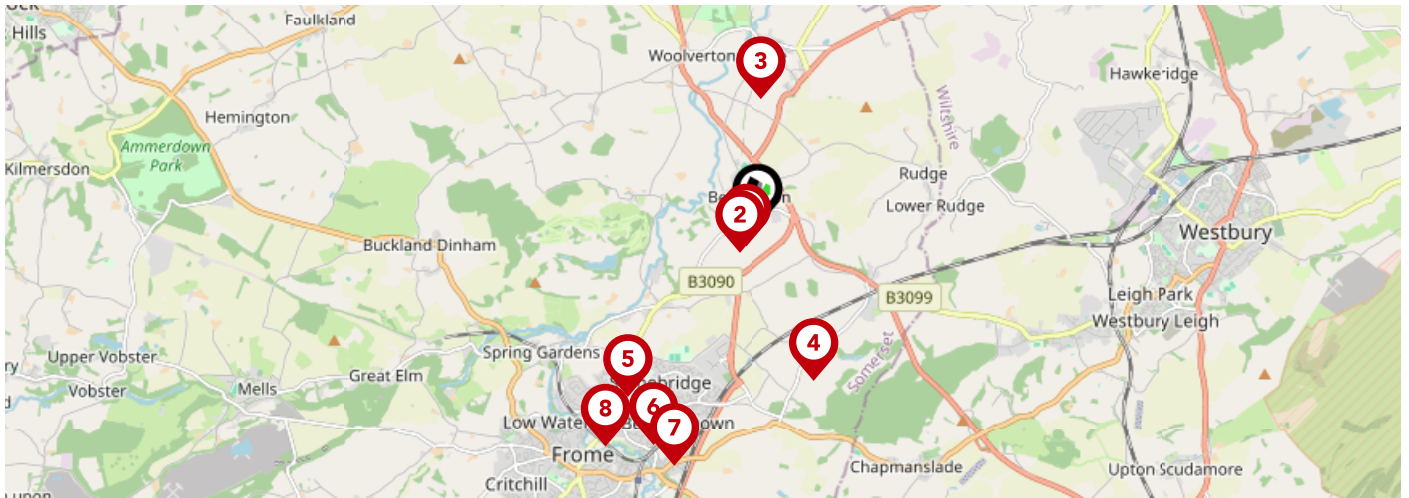 Hills
Faulkland
Woolverton
3
Hawkeridge
Hemington
Wiltshire
Ammerdown
Park
Kilmersdon
Rudge
Lower Rudge
2
Westbury
Buckland Dinham
B3090
B3099
Leigh Park
Westbury Leigh
4
Spring Gardens
Upper Vobster
5
Great Elm
Somerset
Mells
Vobster
8
6
7
Frome
Chapmanslade
Upton Scudamore
Critchill